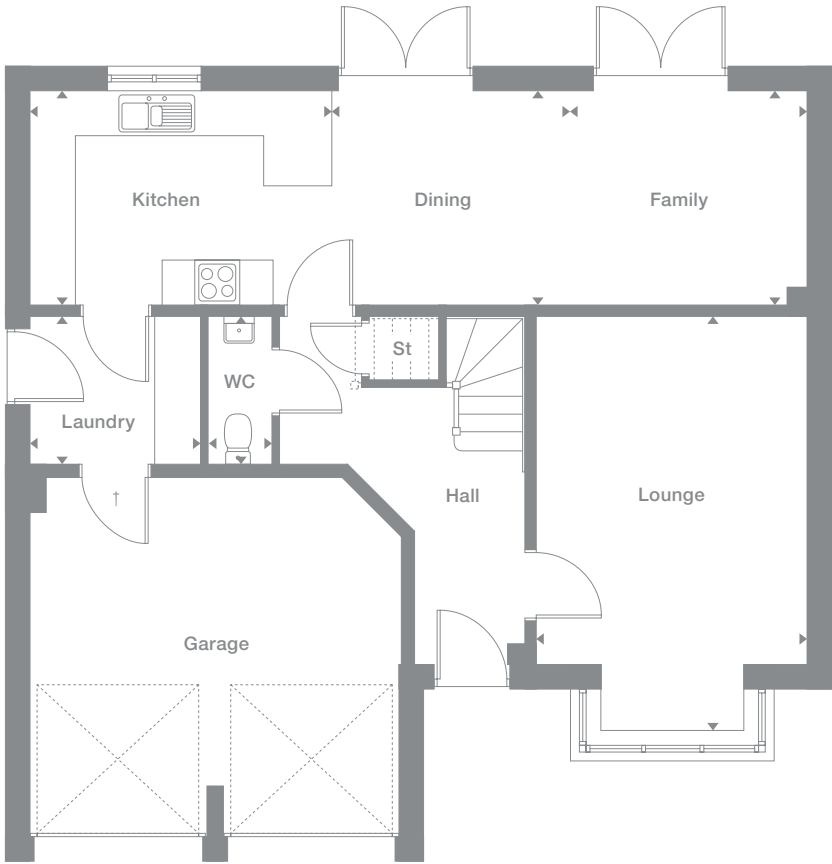 Kitchen
Dining
Family
St
WC
Laundry
Hall
Lounge
†
Garage